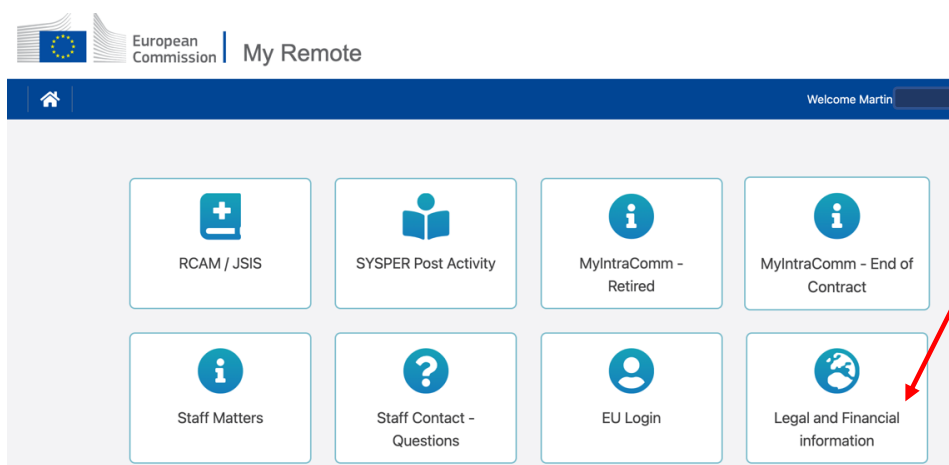 European
Commission
My Remote
Welcome Martin
RCAM / JSIS
SYSPER Post Activity
MyIntraComm -
Retired
MyIntraComm - End of
Contract
Staff Matters
Staff Contact -
Questions
EU Login
Legal and Financial
information